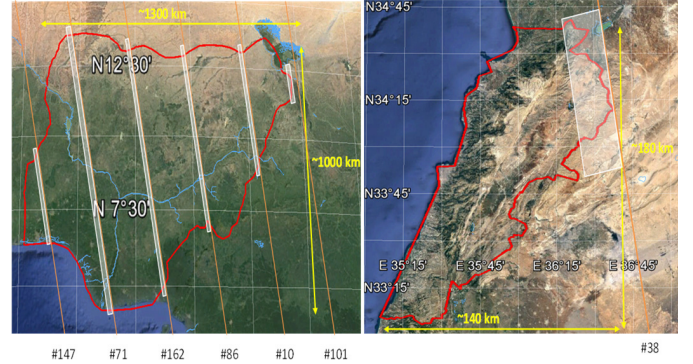 ~1300 km
N12°30'
~1000 km
N 7°30'
#147 #71 #162 #86 #10 #101
N34°45'
N34°15'
~180 km
N33°45'
E 35°15' E 35°45' E 36°15' E 36°45'
N33°15'
~140 km
#38